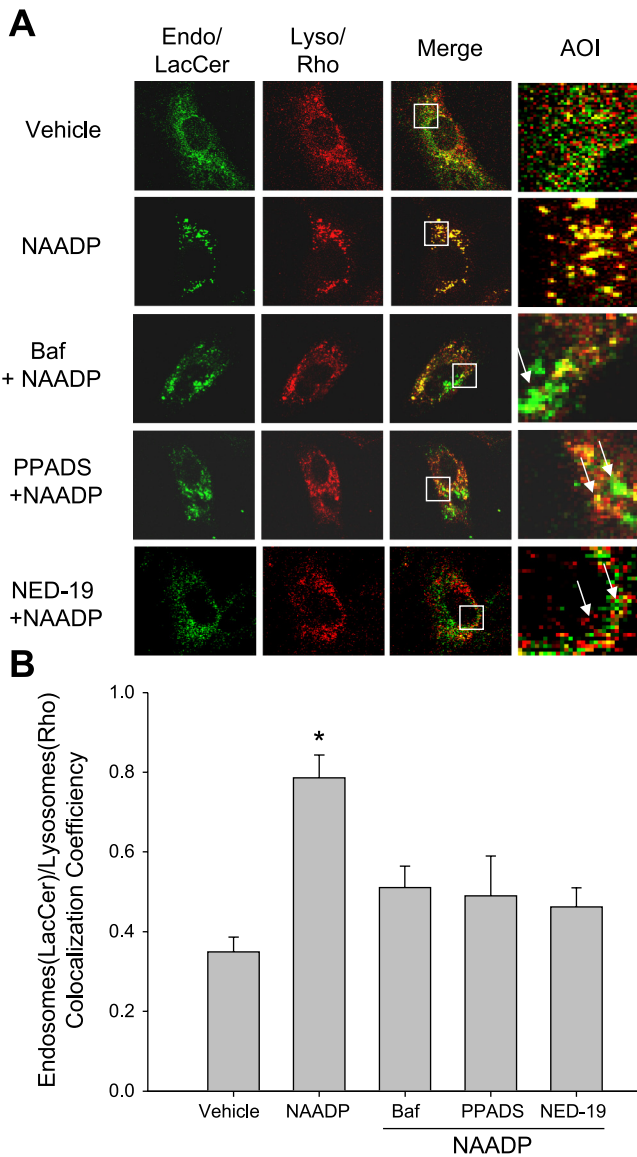 A
Endo/
LacCer
Lyso/
Rho
Merge
AOI
Vehicle
NAADP
Baf
+ NAADP
PPADS
+NAADP
NED-19
+NAADP
B
Endosomes(LacCer)/Lysosomes(Rho)
Colocalization Coefficiency
1.0
0.8
0.6
0.4
0.2
0.0
*
Vehicle
NAADP
Baf
PPADS
NED-19
NAADP